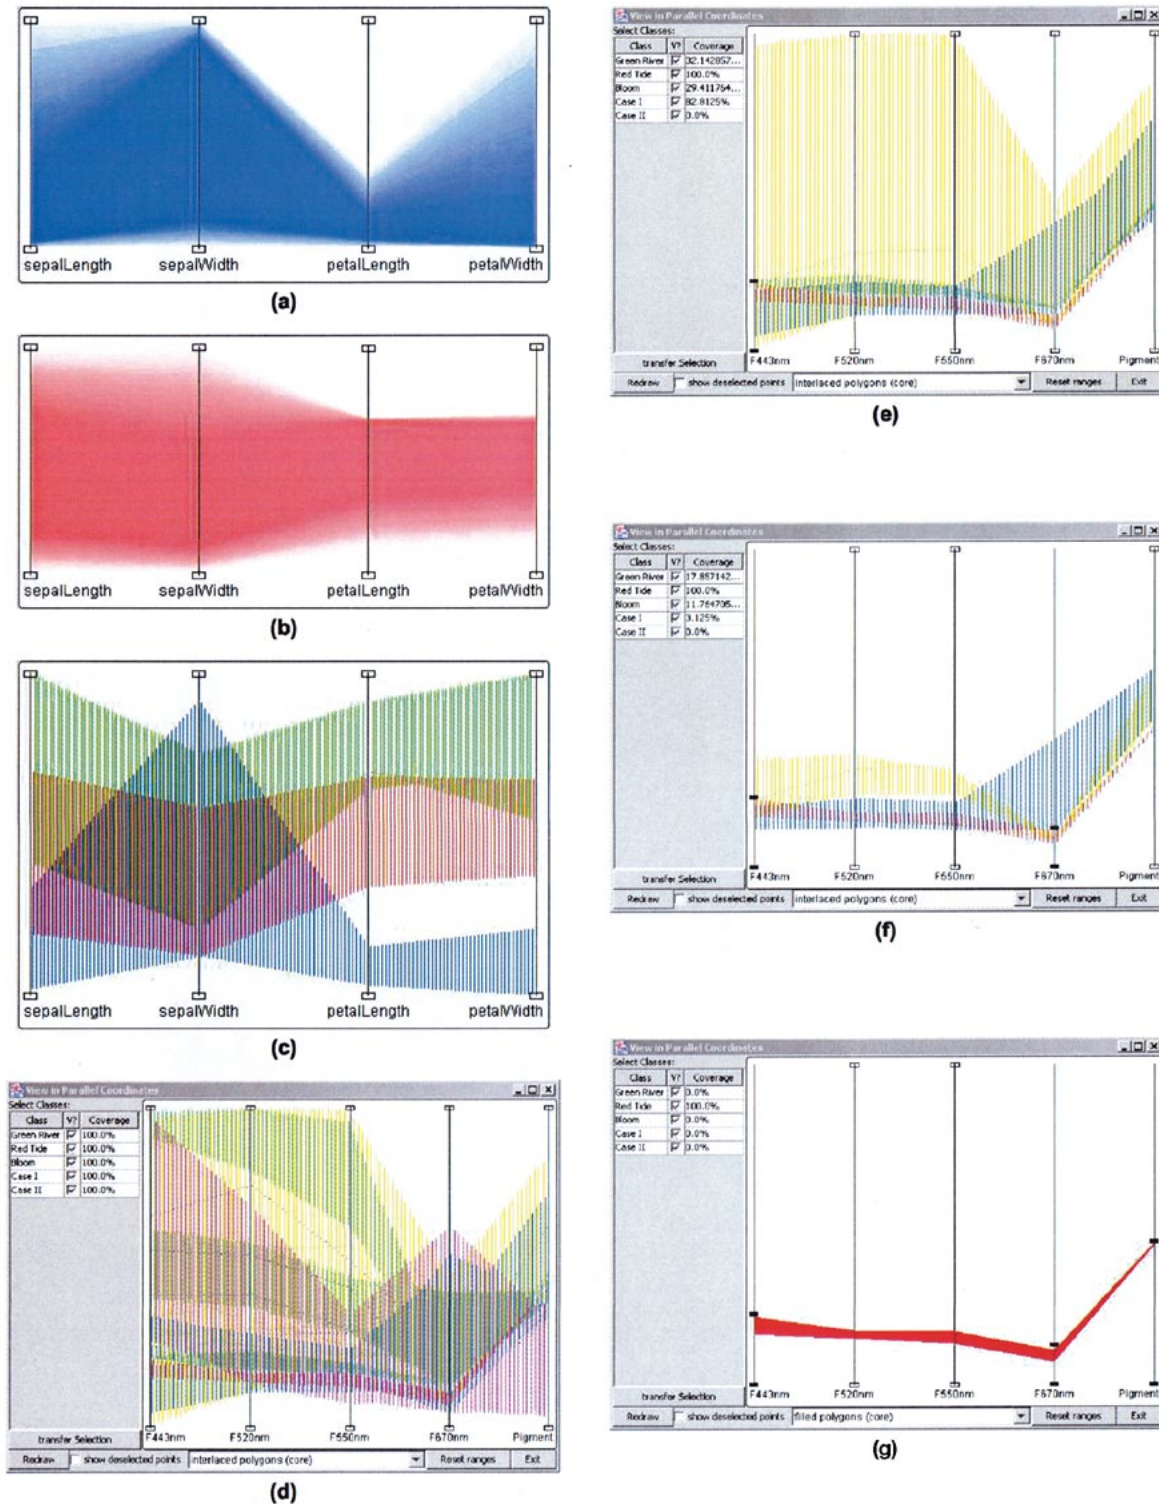 sepalLength sepalWidth petalLength petalWidth
(a)
sepalLength sepalWidth petalLength petalWidth
(b)
sepalLength sepalWidth petalLength petalWidth
(c)
View in Parallel Coordinates
Select Classes:
Class V? Coverage
Green River 100.0%
Red Tide 100.0%
Bloom 100.0%
Case I 100.0%
Case II 100.0%
transfer Selection
F443nm F520nm F550nm F670nm Pigment
Redraw show deselected points interlaced polygons (core) Reset ranges Exit
(d)
View in Parallel Coordinates
Select Classes:
Class V? Coverage
Green River 32.142857...
Red Tide 100.0%
Bloom 29.411764...
Case I 82.8125%
Case II 0.0%
transfer Selection
F443nm F520nm F550nm F670nm Pigment
Redraw show deselected points interlaced polygons (core) Reset ranges Exit
(e)
View in Parallel Coordinates
Select Classes:
Class V? Coverage
Green River 17.857142...
Red Tide 100.0%
Bloom 11.764705...
Case I 3.125%
Case II 0.0%
transfer Selection
F443nm F520nm F550nm F670nm Pigment
Redraw show deselected points interlaced polygons (core) Reset ranges Exit
(f)
View in Parallel Coordinates
Select Classes:
Class V? Coverage
Green River 0.0%
Red Tide 100.0%
Bloom 0.0%
Case I 0.0%
Case II 0.0%
transfer Selection
F443nm F520nm F550nm F670nm Pigment
Redraw show deselected points filled polygons (core) Reset ranges Exit
(g)